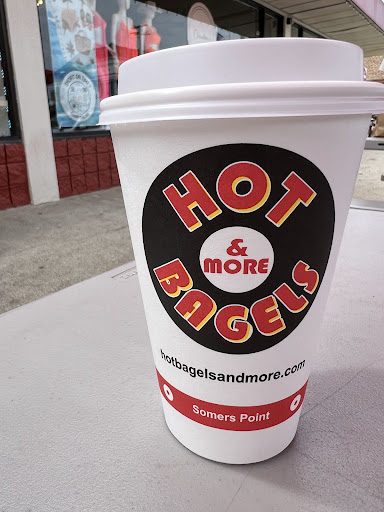 HOT
&
MORE
BAGELS
hotbagelsandmore.com
Somers Point